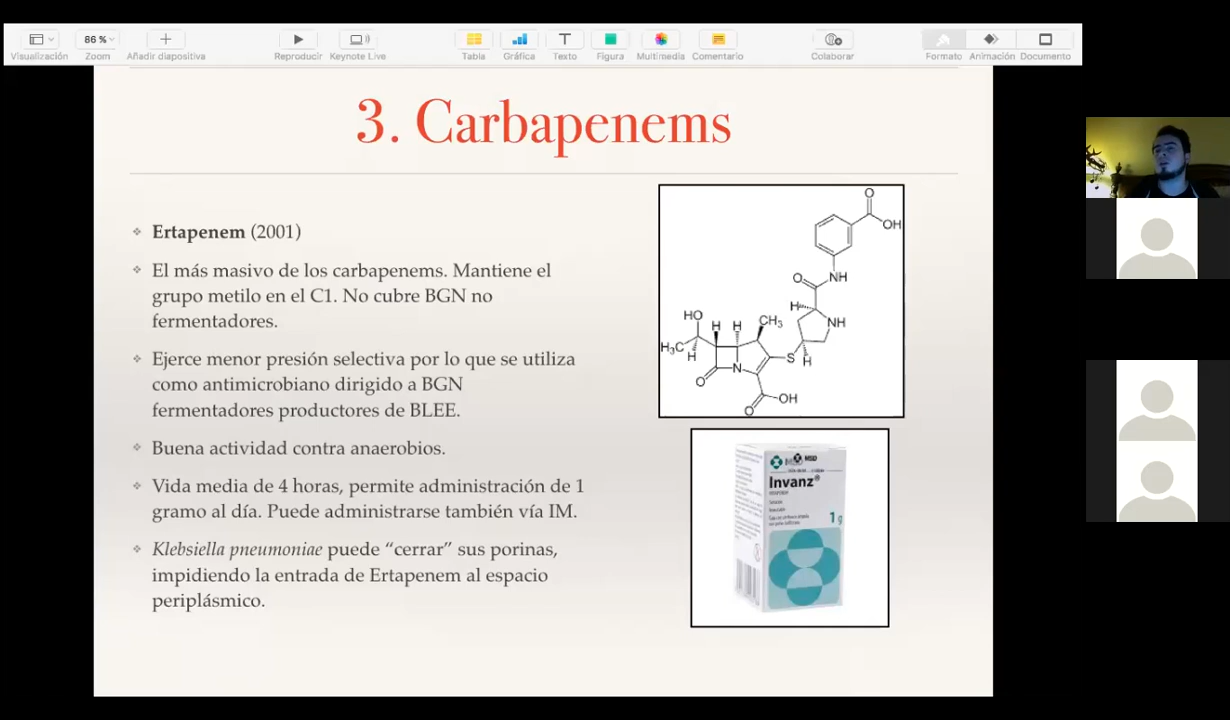 86 %
Visualización
Zoom
Añadir diapositiva
Reproducir
Keynote Live
Tabla
Gráfica
Texto
Figura
Multimedia
Comentario
Colaborar
Formato
Animación
Documento
3. Carbapenems
Ertapenem (2001)
El más masivo de los carbapenems. Mantiene el
grupo metilo en el C1. No cubre BGN no
fermentadores.
Ejerce menor presión selectiva por lo que se utiliza
como antimicrobiano dirigido a BGN
fermentadores productores de BLEE.
Buena actividad contra anaerobios.
Vida media de 4 horas, permite administración de 1
gramo al día. Puede administrarse también vía IM.
Klebsiella pneumoniae puede “cerrar” sus porinas,
impidiendo la entrada de Ertapenem al espacio
periplásmico.
O
OH
O
NH
H
NH
HO
H
H
CH3
H3C
H
S
H
O
N
OH
O
MSD
Invanz®
1 g